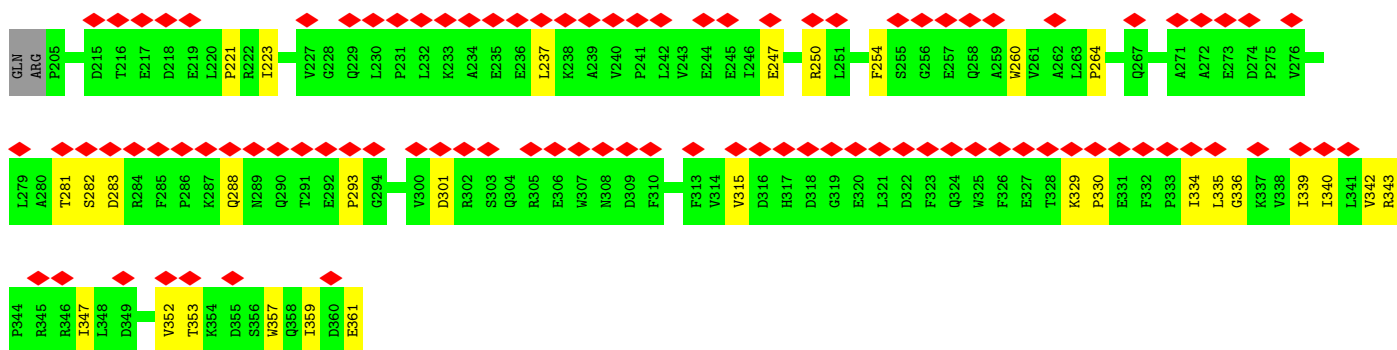 GLN ARG P205 D215 T216 E217 D218 E219 L220 P221 R222 I223 V227 G228 Q229 L230 P231 L232 K233 A234 E235 E236 L237 K238 A239 V240 P241 L242 V243 E244 E245 I246 E247 R250 L251 F254 S255 G256 E257 Q258 A259 W260 V261 A262 L263 P264 Q267 A271 A272 E273 D274 P275 V276
L279 A280 T281 S282 D283 R284 F285 P286 K287 Q288 N289 Q290 T291 E292 P293 G294 V300 D301 R302 S303 Q304 R305 E306 W307 N308 D309 F310 F313 V314 V315 D316 H317 D318 G319 E320 L321 D322 F323 Q324 W325 F326 E327 T328 K329 P330 E331 F332 P333 I334 L335 G336 K337 V338 I339 I340 L341 V342 R343
P344 R345 R346 I347 L348 D349 V352 T353 K354 D355 S356 W357 Q358 I359 D360 E361